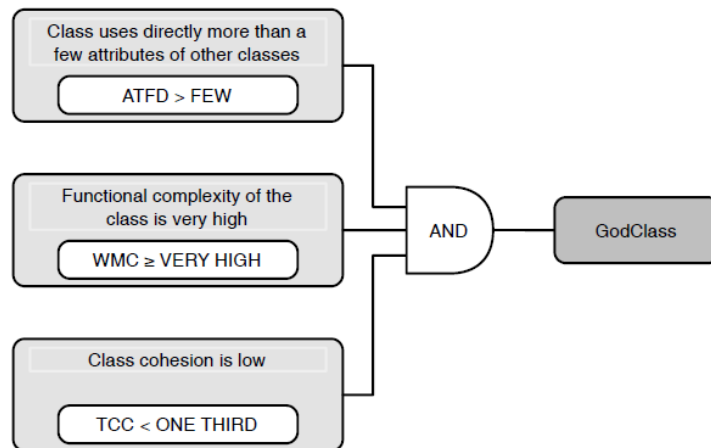 Class uses directly more than a
few attributes of other classes
ATFD > FEW
Functional complexity of the
class is very high
WMC ≥ VERY HIGH
AND
GodClass
Class cohesion is low
TCC < ONE THIRD